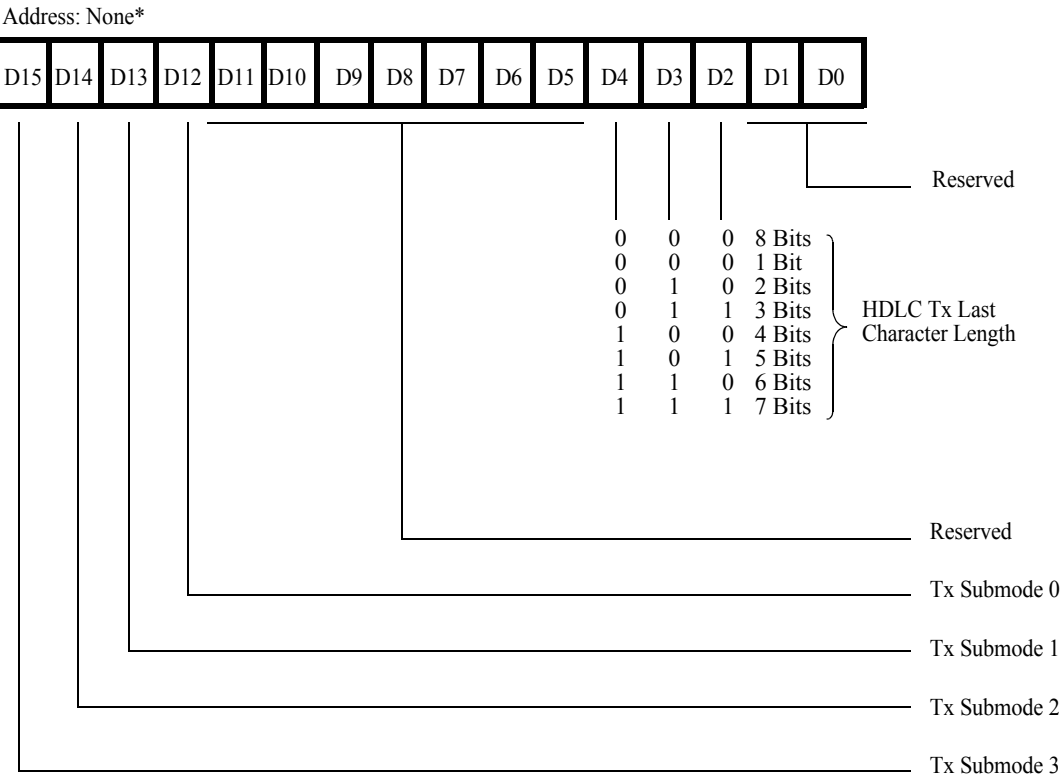 Address: None*
D15 D14 D13 D12 D11 D10 D9 D8 D7 D6 D5 D4 D3 D2 D1 D0
Reserved
0 0 0 8 Bits
0 0 0 1 Bit
0 1 0 2 Bits
0 1 1 3 Bits
1 0 0 4 Bits
1 0 1 5 Bits
1 1 0 6 Bits
1 1 1 7 Bits
HDLC Tx Last
Character Length
Reserved
Tx Submode 0
Tx Submode 1
Tx Submode 2
Tx Submode 3